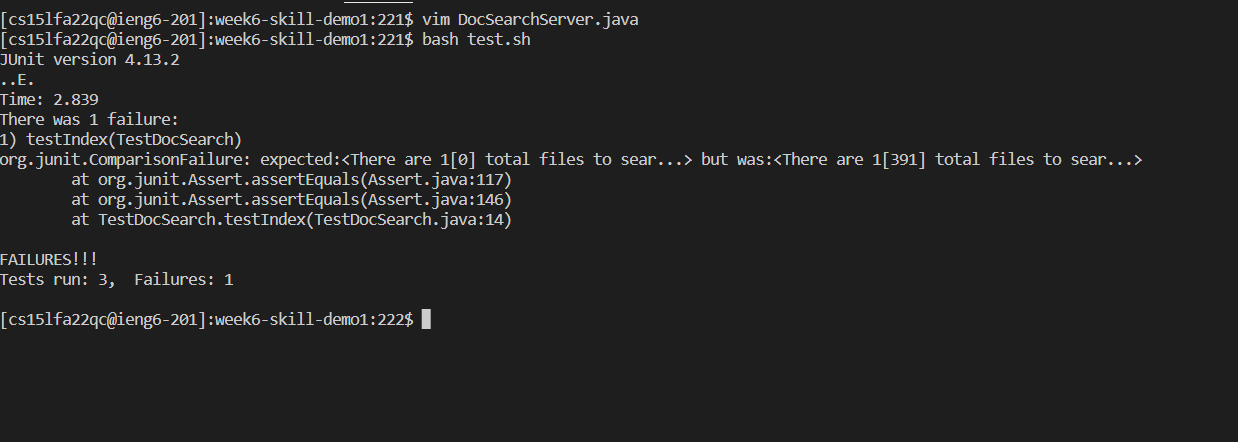 [cs15lfa22qc@ieng6-201]:week6-skill-demo1:221$ vim DocSearchServer.java
[cs15lfa22qc@ieng6-201]:week6-skill-demo1:221$ bash test.sh
JUnit version 4.13.2
..E.
Time: 2.839
There was 1 failure:
1) testIndex(TestDocSearch)
org.junit.ComparisonFailure: expected:<There are 1[0] total files to sear...> but was:<There are 1[391] total files to sear...>
        at org.junit.Assert.assertEquals(Assert.java:117)
        at org.junit.Assert.assertEquals(Assert.java:146)
        at TestDocSearch.testIndex(TestDocSearch.java:14)
FAILURES!!!
Tests run: 3,  Failures: 1
[cs15lfa22qc@ieng6-201]:week6-skill-demo1:222$